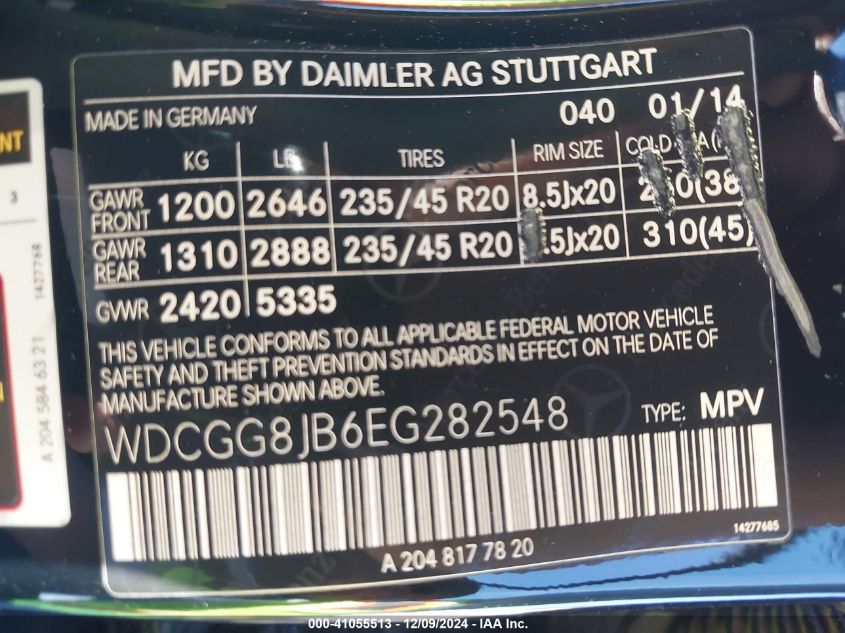 MFD BY DAIMLER AG STUTTGART
MADE IN GERMANY 040 01/14
KG TIRES RIM SIZE COLD
GAWR FRONT 1200 2646 235/45 R20 8.5Jx20
GAWR REAR 1310 2888 235/45 R20 .5Jx20 310(45)
GVWR 2420 5335
THIS VEHICLE CONFORMS TO ALL APPLICABLE FEDERAL MOTOR VEHICLE
SAFETY AND THEFT PREVENTION STANDARDS IN EFFECT ON THE DATE OF
MANUFACTURE SHOWN ABOVE.
WDCGG8JB6EG282548 TYPE: MPV
14277685
A 204 817 78 20
3
1427768
A 204 584 63 21
000-41055513 - 12/09/2024 - IAA Inc.